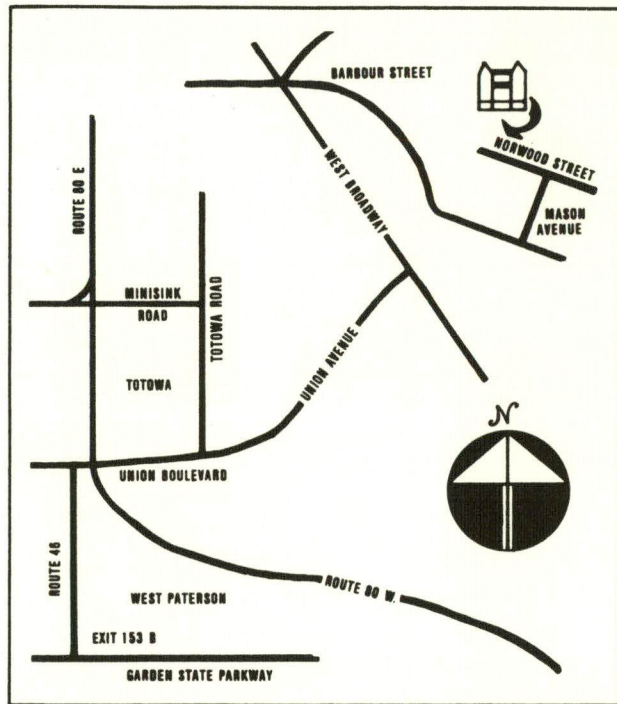 BARBOUR STREET
NORWOOD STREET
WEST BROADWAY
MASON
AVENUE
ROUTE 80 E
MINISINK
ROAD
TOTOWA ROAD
TOTOWA
UNION AVENUE
N
UNION BOULEVARD
ROUTE 46
ROUTE 80 W.
WEST PATERSON
EXIT 153 B
GARDEN STATE PARKWAY